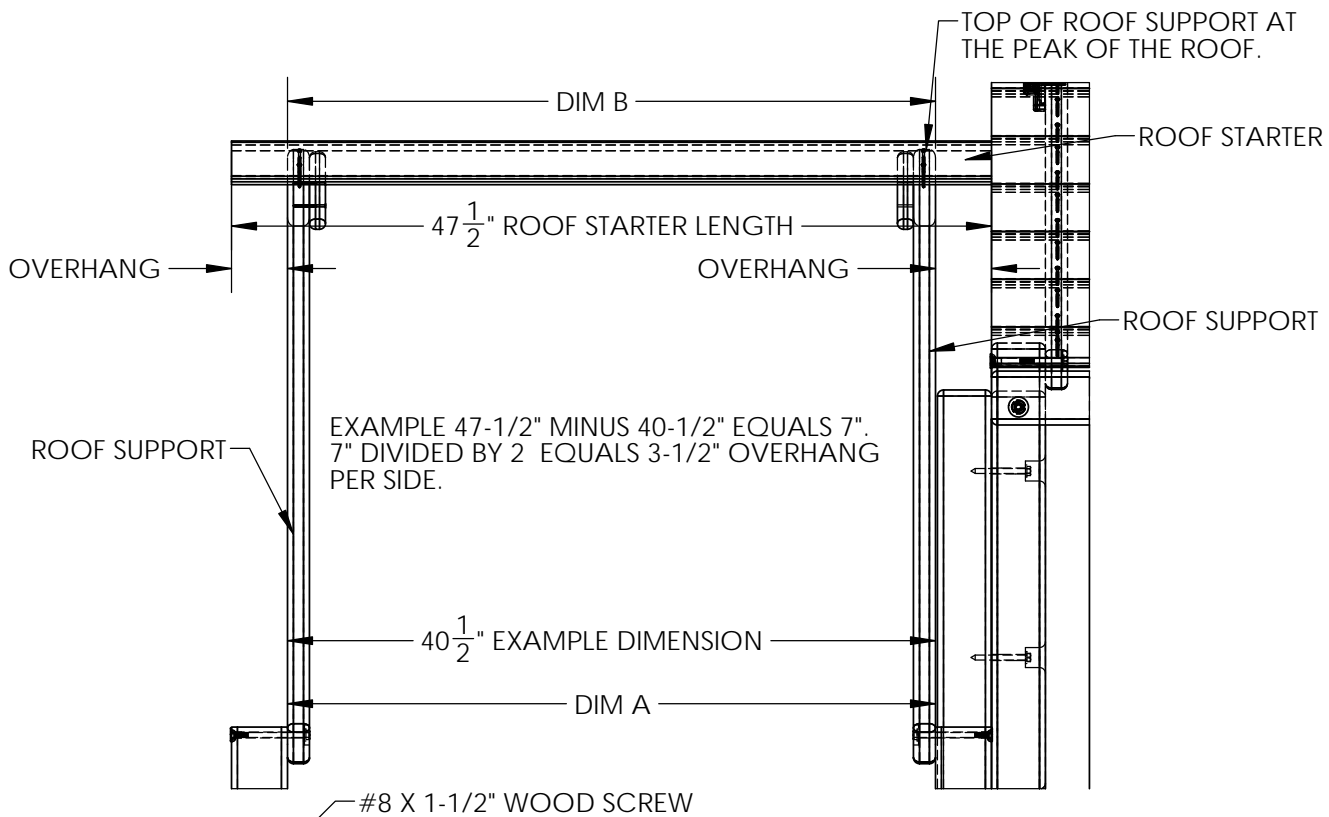 TOP OF ROOF SUPPORT AT
THE PEAK OF THE ROOF.
DIM B
ROOF STARTER
47 1/2" ROOF STARTER LENGTH
OVERHANG
OVERHANG
ROOF SUPPORT
EXAMPLE 47-1/2" MINUS 40-1/2" EQUALS 7".
7" DIVIDED BY 2 EQUALS 3-1/2" OVERHANG
PER SIDE.
ROOF SUPPORT
40 1/2" EXAMPLE DIMENSION
DIM A
#8 X 1-1/2" WOOD SCREW